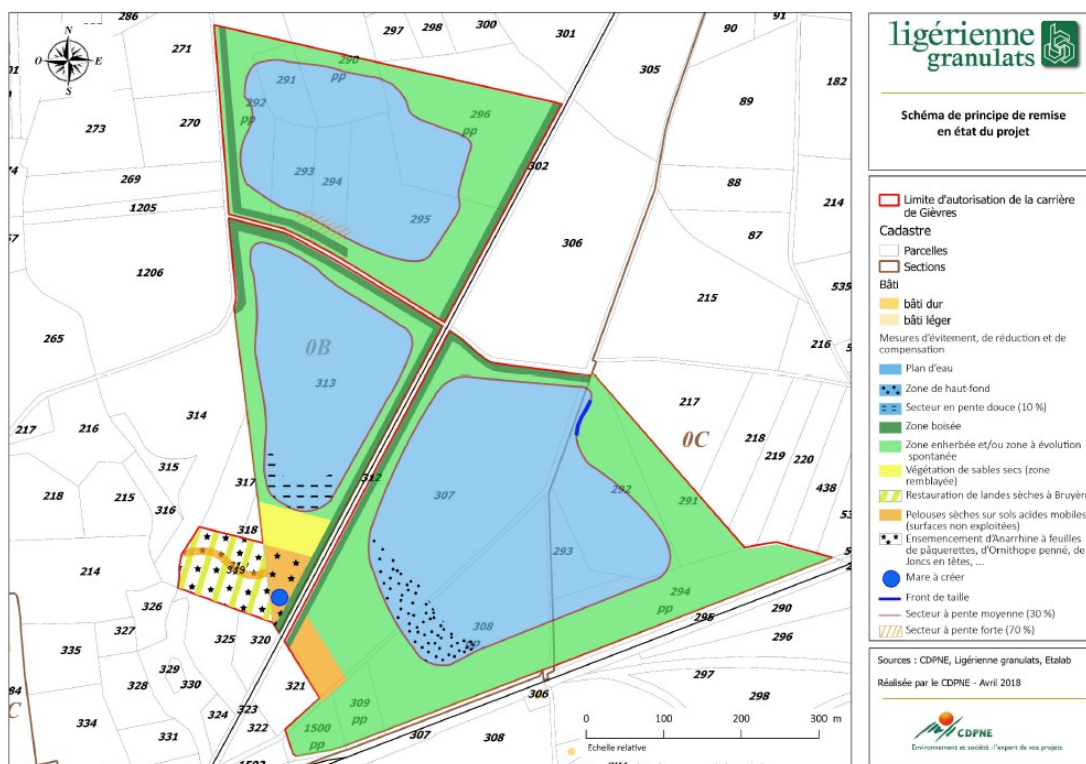 ligérienne
granulats
Schéma de principe de remise
en état du projet
Limite d'autorisation de la carrière
de Gièvres
Cadastre
Parcelles
Sections
Bâti
bâti dur
bâti léger
Mesures d'évitement, de réduction et de
compensation
Plan d'eau
Zone de haut-fond
Secteur en pente douce (10 %)
Zone boisée
Zone enherbée et/ou zone à évolution
spontanée
Végétation de sables secs (zone
remblayée)
Restauration de landes sèches à Bruyère
Pelouses sèches sur sols acides mobiles
(surfaces non exploitées)
Ensemencement d'Anarrhine à feuilles
de pâquerettes, d'Ornithope penné, de
Joncs en têtes, ...
Mare à créer
Front de taille
Secteur à pente moyenne (30 %)
Secteur à pente forte (70 %)
Sources : CDPNE, Ligérienne granulats, Etalab
Réalisée par le CDPNE - Avril 2018
CDPNE
Environnement et société : l'expert de vos projets
N
O E
S
286
271
297 298 300
301
90
91
290
pp
291
292
pp
296
pp
305
182
273
270
89
293
294
302
269
88
1205
295
214
306
87
1206
535
215
265
0B
216
313
217
0C
314
217
216
218
219
220
315
312
438
218
215
316
317
307
292
291
318
293
214
319
294
pp
326
308
290
295
325
320
296
327
335
329
321
297
328
330
306
298
309
pp
323
324
322
334
1500
pp
331
307
308
0 100 200 300 m
Echelle relative